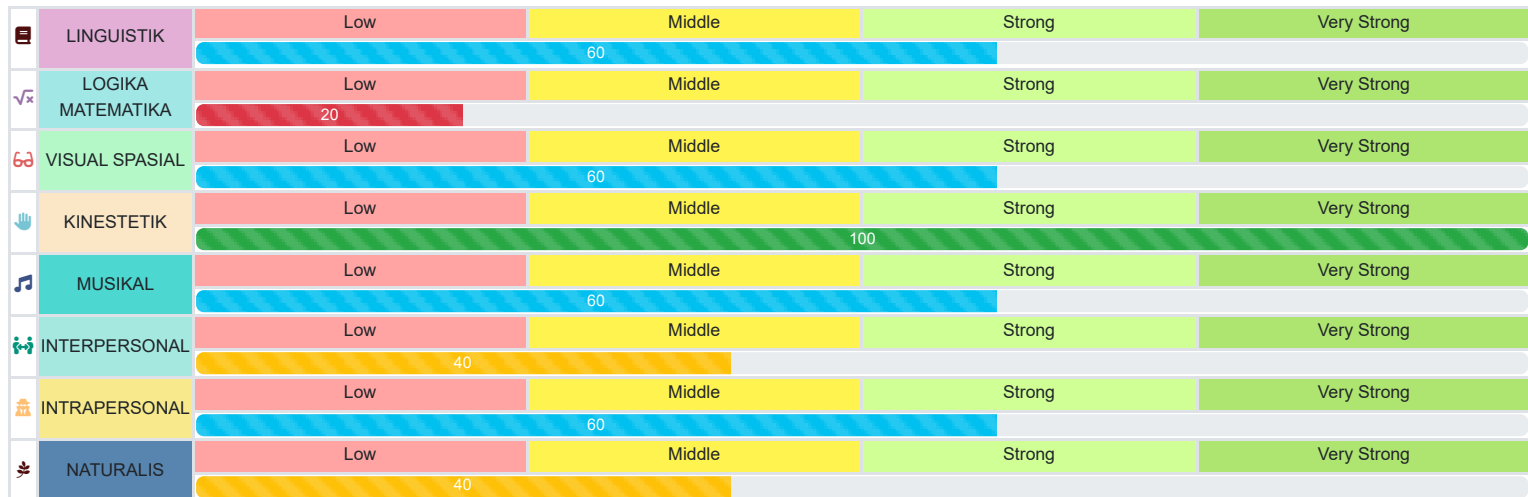 LINGUISTIK
Low Middle Strong Very Strong
60
LOGIKA
MATEMATIKA
Low Middle Strong Very Strong
20
VISUAL SPASIAL
Low Middle Strong Very Strong
60
KINESTETIK
Low Middle Strong Very Strong
100
MUSIKAL
Low Middle Strong Very Strong
60
INTERPERSONAL
Low Middle Strong Very Strong
40
INTRAPERSONAL
Low Middle Strong Very Strong
60
NATURALIS
Low Middle Strong Very Strong
40